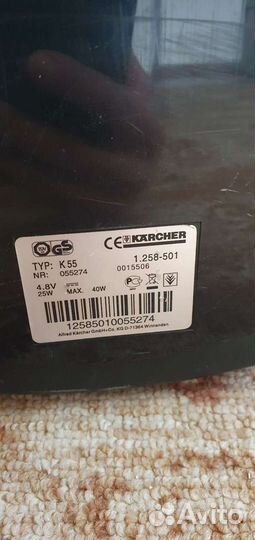 CE KÄRCHER
TYP: K 55 1.258-501
NR: 055274 0015506
4.8V
25W MAX. 40W
12585010055274
Alfred Kärcher GmbH+Co. KG D-71364 Winnenden
Avito